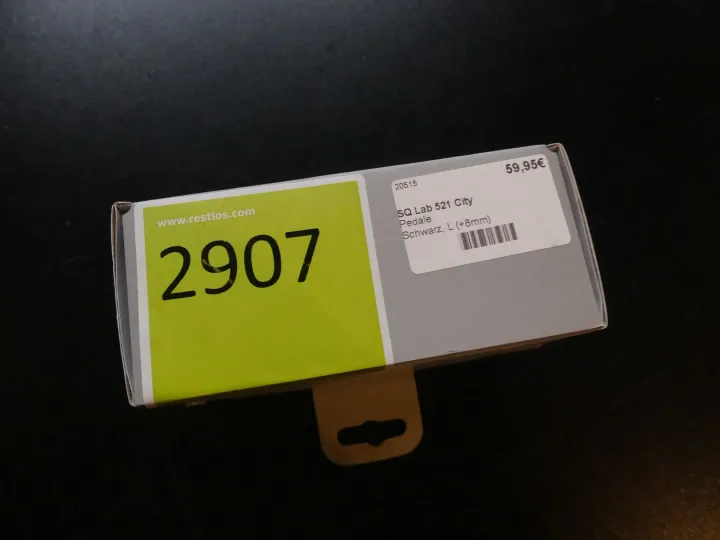 www.restlos.com
2907
20515
59,95€
SQ Lab 521 City
Pedale
Schwarz, L (+8mm)